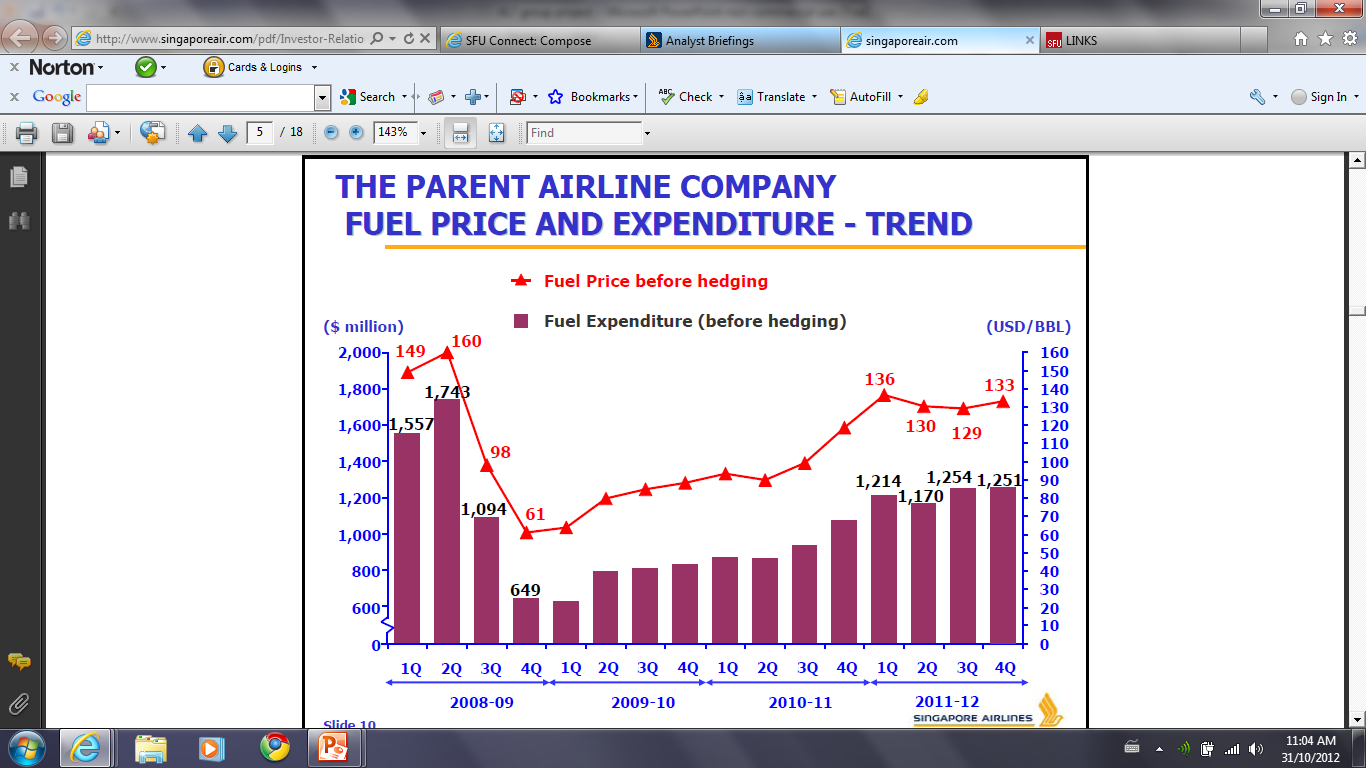 http://www.singaporeair.com/pdf/Investor-Relatio
SFU Connect: Compose
Analyst Briefings
singaporeair.com
SFU LINKS
x Norton
Cards & Logins
x Google
Search
Bookmarks
ABC Check
Translate
AutoFill
Sign In
5 / 18
143%
Find
THE PARENT AIRLINE COMPANY
FUEL PRICE AND EXPENDITURE - TREND
Fuel Price before hedging
Fuel Expenditure (before hedging)
($ million)
(USD/BBL)
2,000
1,800
1,600
1,400
1,200
1,000
800
600
0
149
160
98
61
136
130
129
133
1,557
1,743
1,094
649
1,214
1,170
1,254
1,251
160
150
140
130
120
110
100
90
80
70
60
50
40
30
20
10
0
1Q 2Q 3Q 4Q 1Q 2Q 3Q 4Q 1Q 2Q 3Q 4Q 1Q 2Q 3Q 4Q
2008-09 2009-10 2010-11 2011-12
SINGAPORE AIRLINES
Slide 10
11:04 AM
31/10/2012